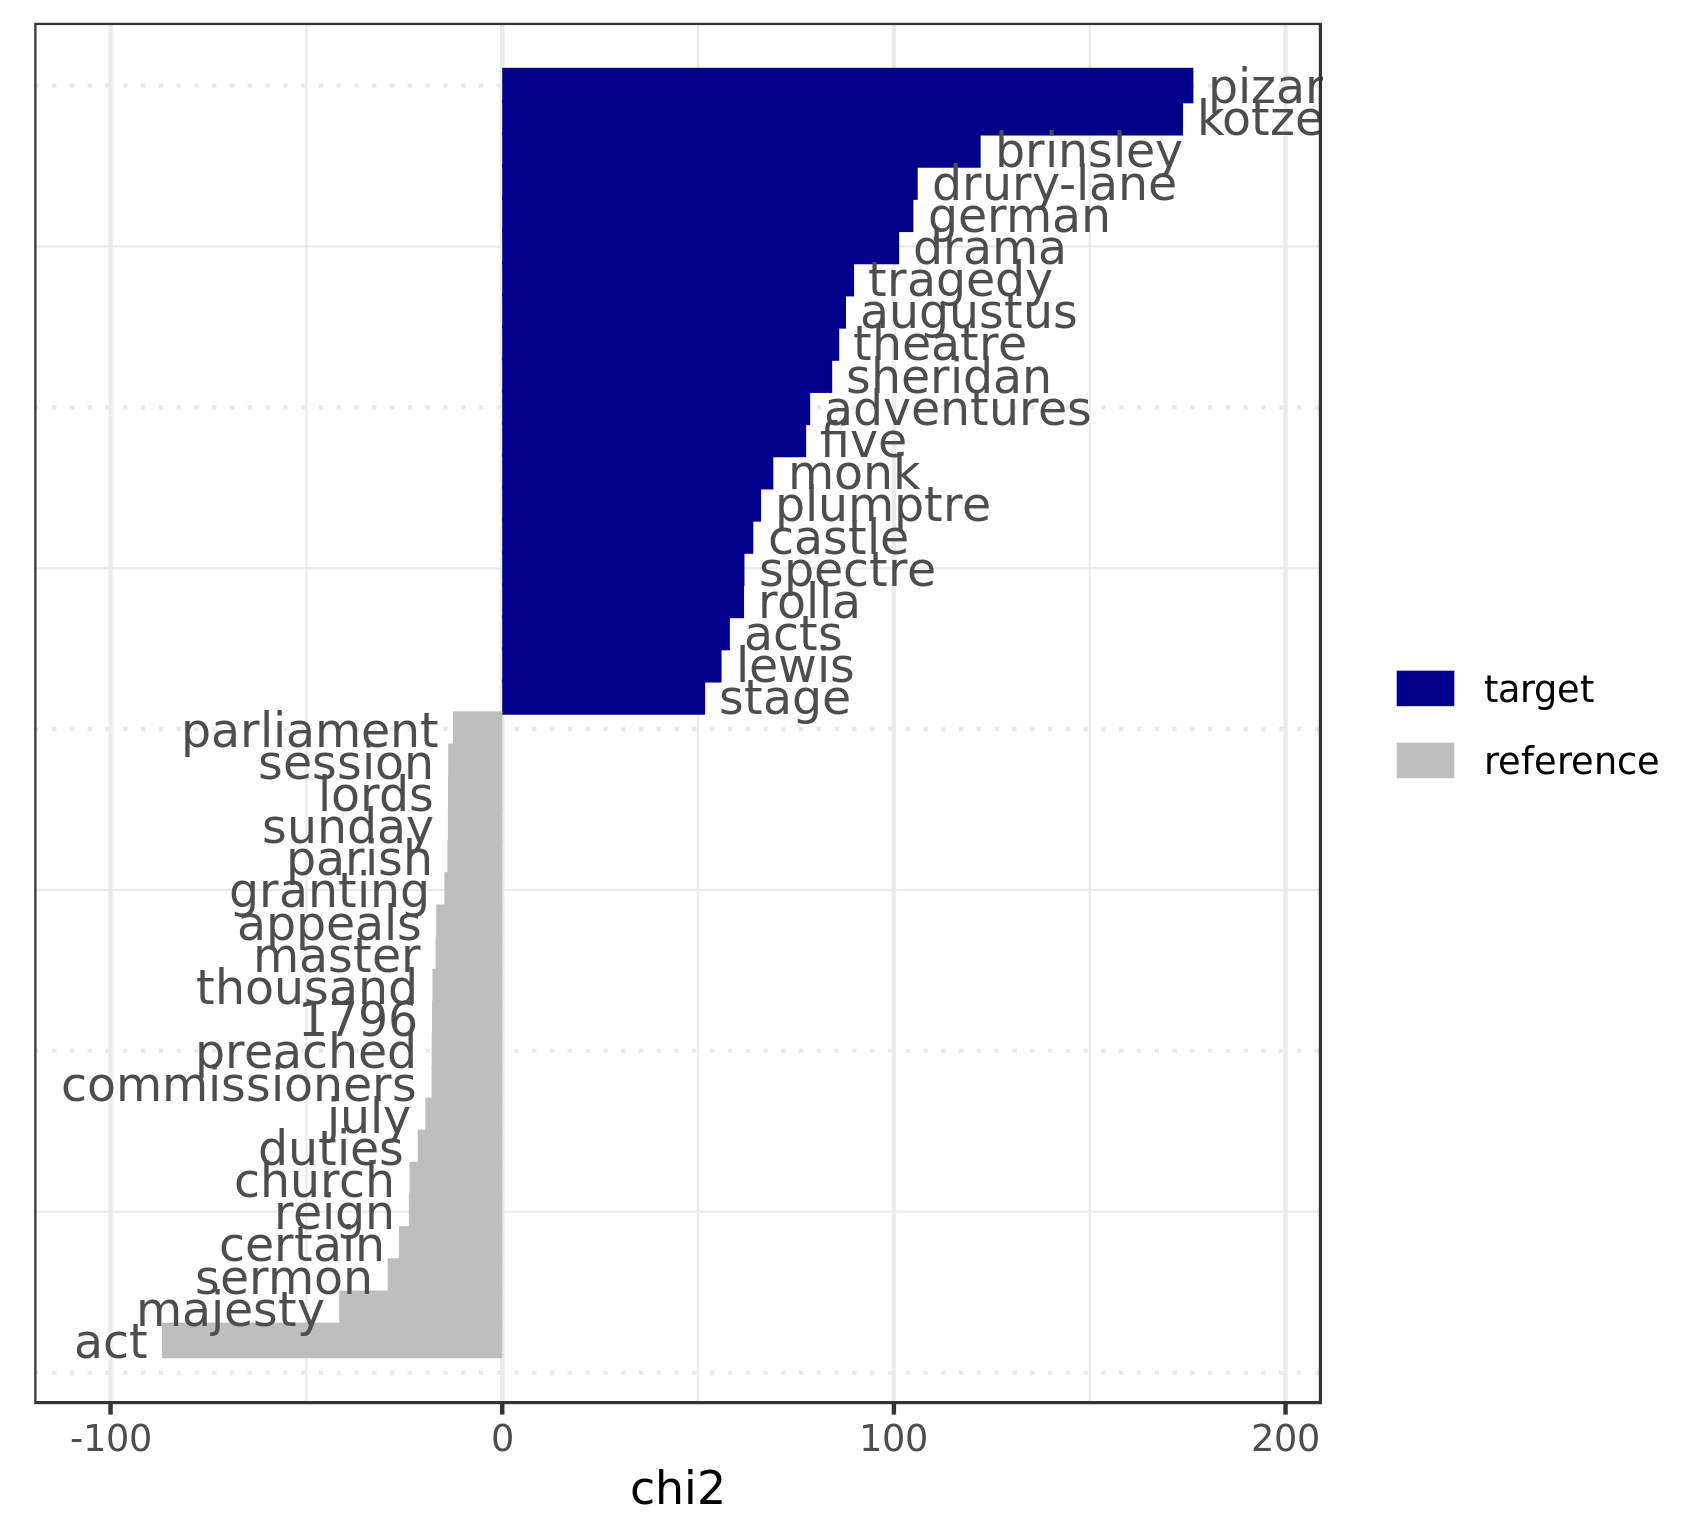 pizar
kotze
brinsley
drury-lane
german
drama
tragedy
augustus
theatre
sheridan
adventures
five
monk
plumptre
castle
spectre
rolla
acts
lewis
stage
parliament
session
lords
sunday
parish
granting
appeals
master
thousand
1796
preached
commissioners
july
duties
church
reign
certain
sermon
majesty
act
-100 0 100 200
chi2
target
reference